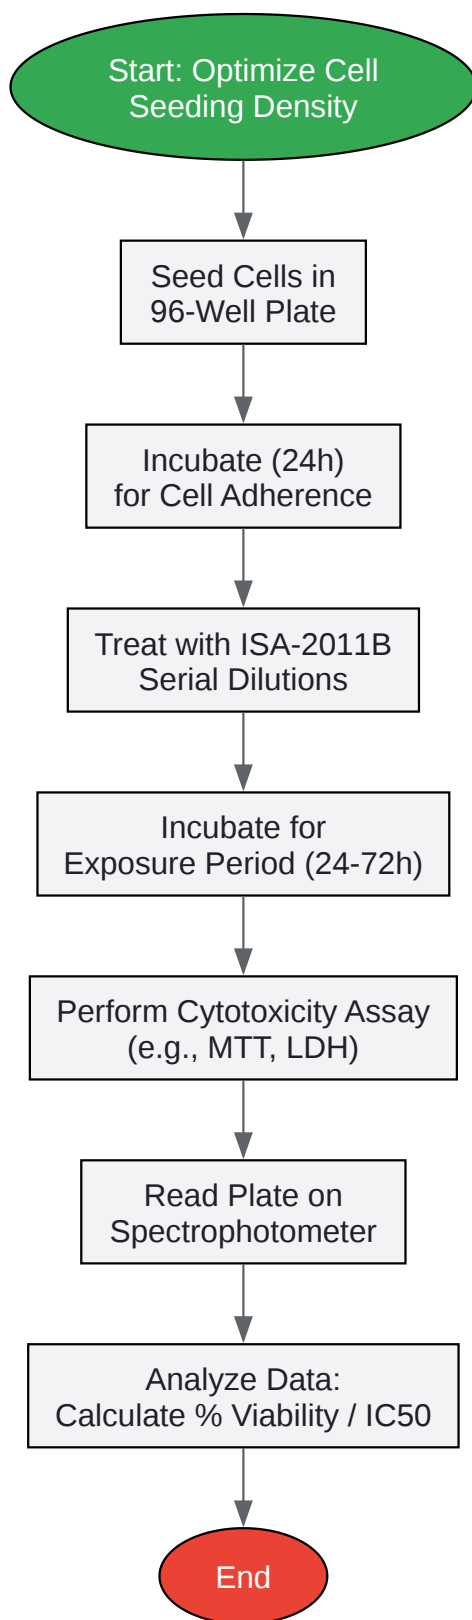 Start: Optimize Cell
Seeding Density
Seed Cells in
96-Well Plate
Incubate (24h)
for Cell Adherence
Treat with ISA-2011B
Serial Dilutions
Incubate for
Exposure Period (24-72h)
Perform Cytotoxicity Assay
(e.g., MTT, LDH)
Read Plate on
Spectrophotometer
Analyze Data:
Calculate % Viability / IC50
End